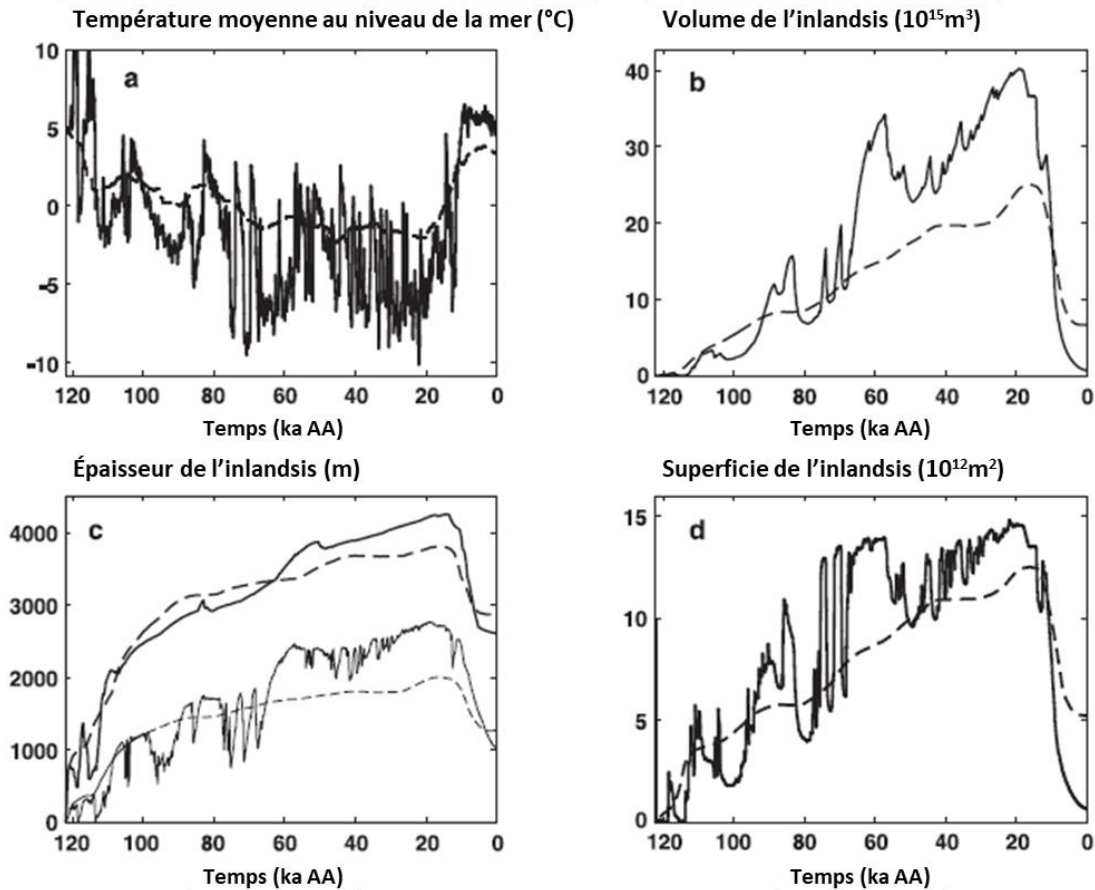 Température moyenne au niveau de la mer (°C)
10
5
0
-5
-10
a
120 100 80 60 40 20 0
Temps (ka AA)
Volume de l’inlandsis (10¹⁵m³)
40
30
20
10
0
b
120 100 80 60 40 20 0
Temps (ka AA)
Épaisseur de l’inlandsis (m)
4000
3000
2000
1000
0
c
120 100 80 60 40 20 0
Temps (ka AA)
Superficie de l’inlandsis (10¹²m²)
15
10
5
0
d
120 100 80 60 40 20 0
Temps (ka AA)